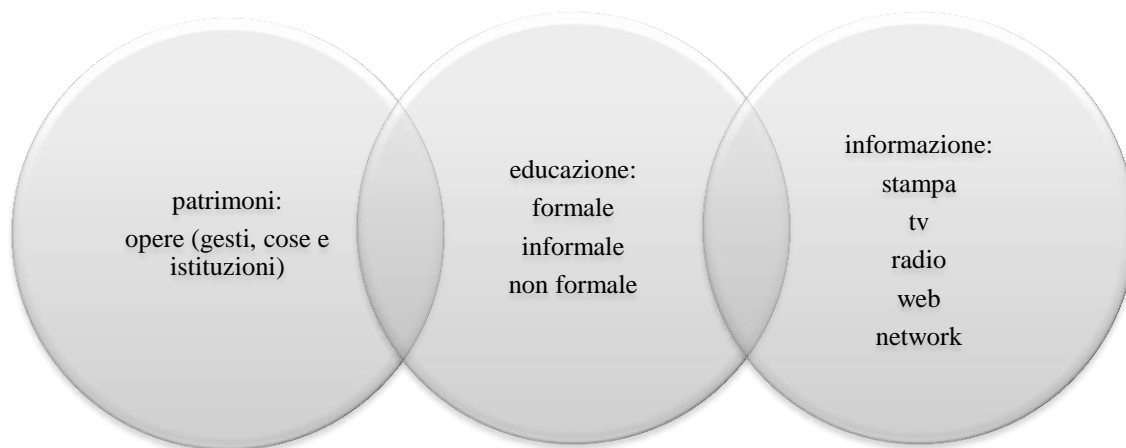 patrimoni:
opere (gesti, cose e
istituzioni)
educazione:
formale
informale
non formale
informazione:
stampa
tv
radio
web
network